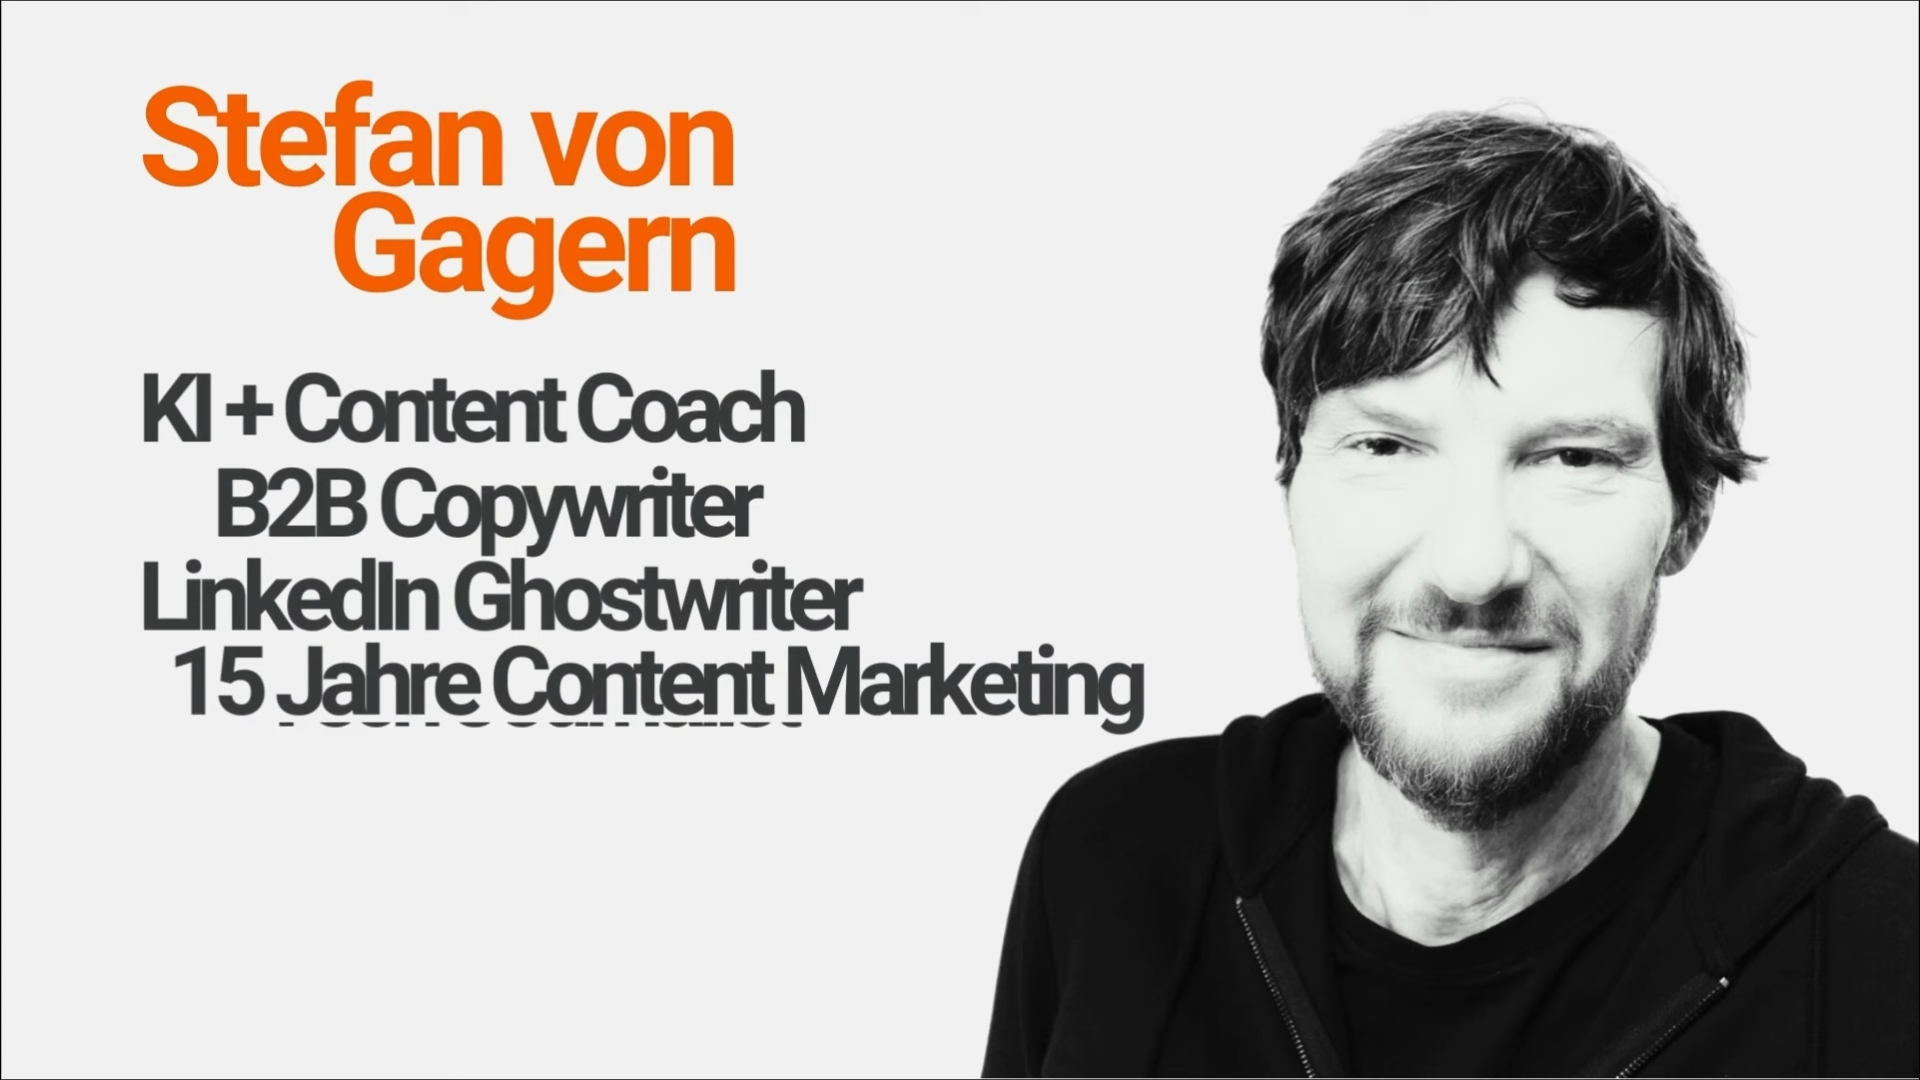 Stefan von
Gagern
KI + Content Coach
B2B Copywriter
LinkedIn Ghostwriter
15 Jahre Content Marketing